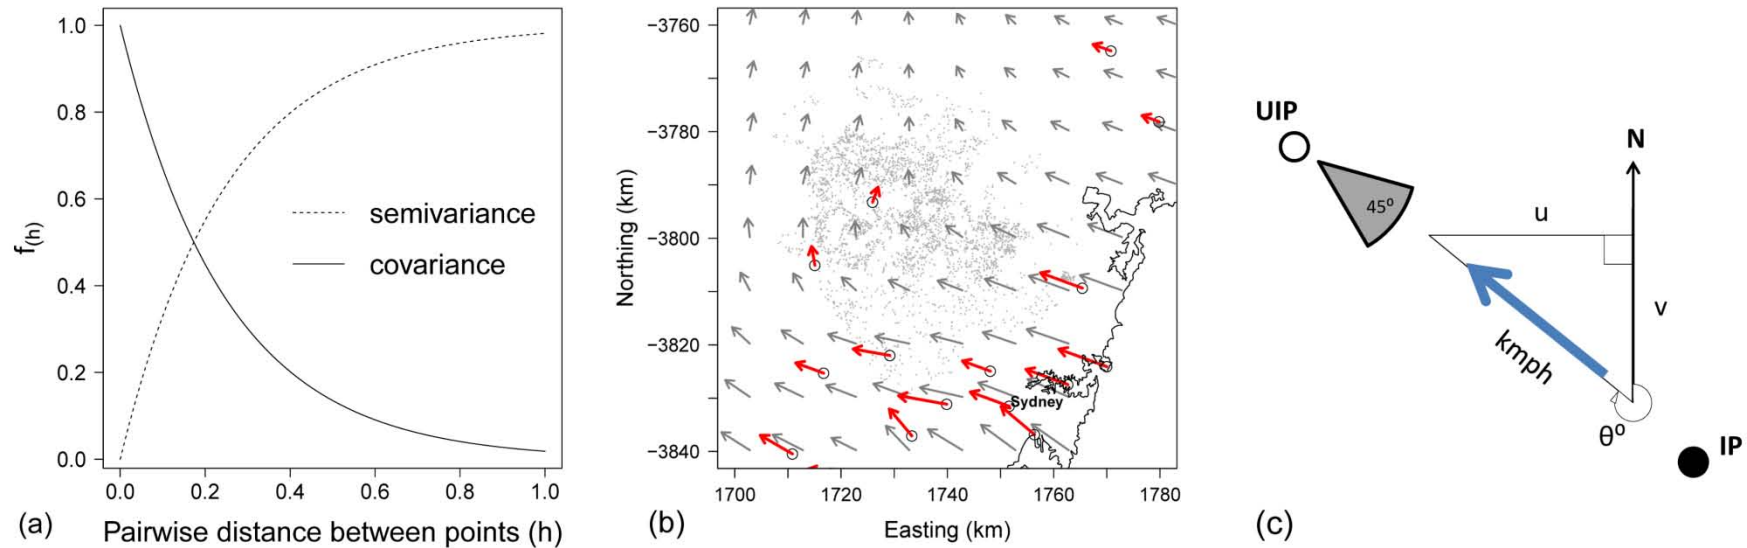 1.0
0.8
0.6
0.4
0.2
0.0
f(h)
semivariance
covariance
0.0 0.2 0.4 0.6 0.8 1.0
(a) Pairwise distance between points (h)
−3760
−3780
−3800
−3820
−3840
Northing (km)
Sydney
1700 1720 1740 1760 1780
(b) Easting (km)
UIP
N
45º
u
v
kmph
θº
IP
(c)